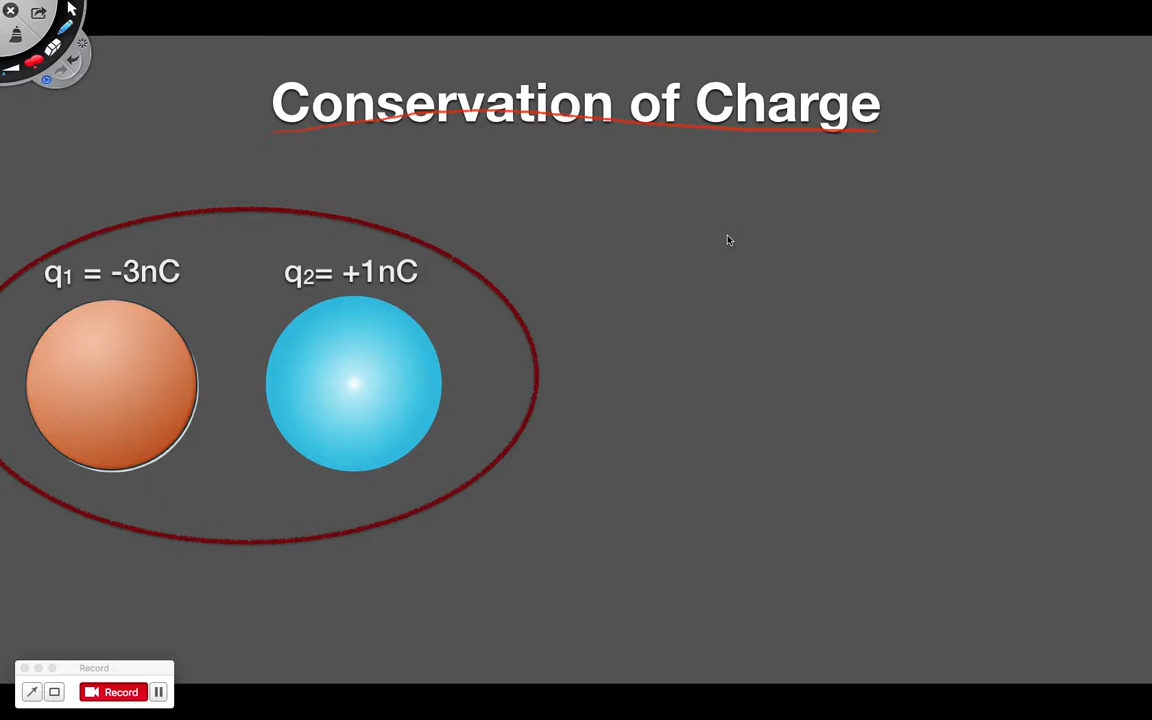 Conservation of Charge
q₁ = -3nC
q₂= +1nC
Record
Record